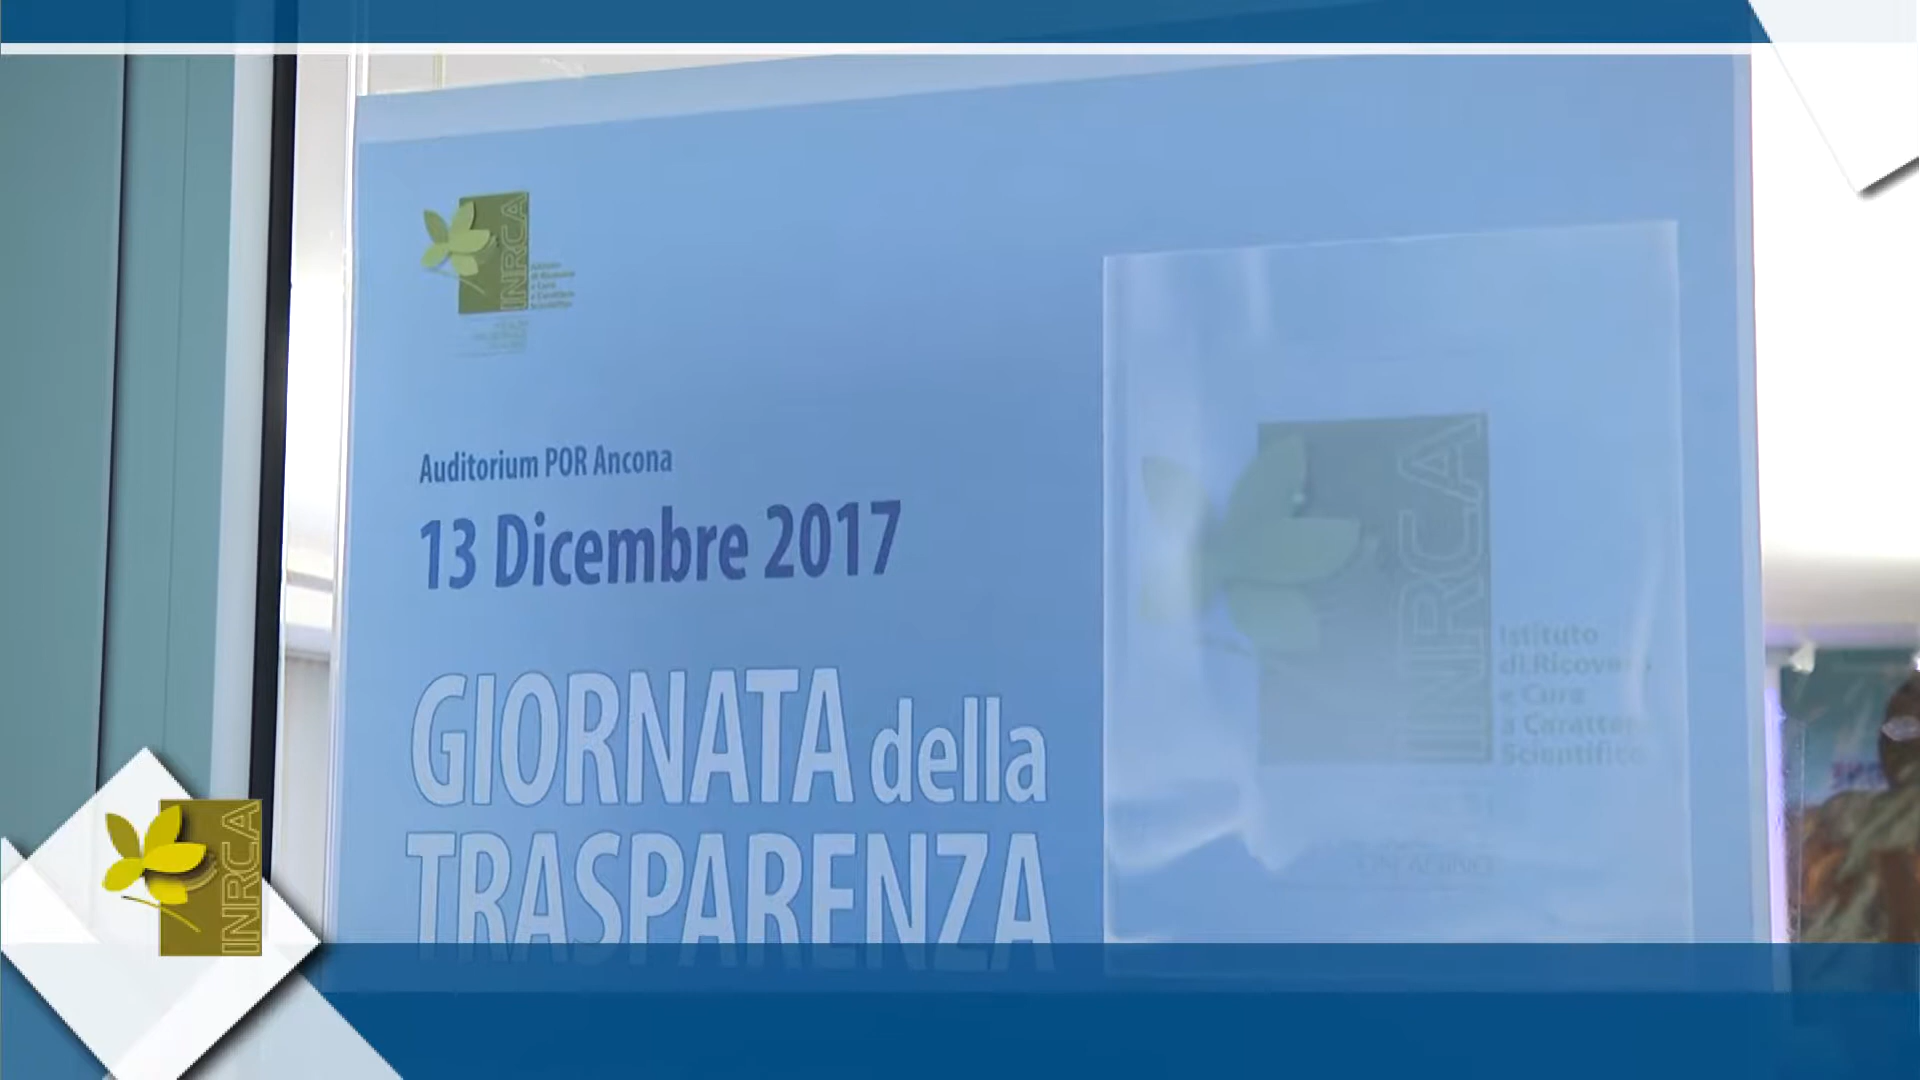 INRCA
Auditorium POR Ancona
13 Dicembre 2017
GIORNATA della
TRASPARENZA
INRCA
Istituto
di Ricovero
e Cura
a Carattere
Scientifico
INRCA